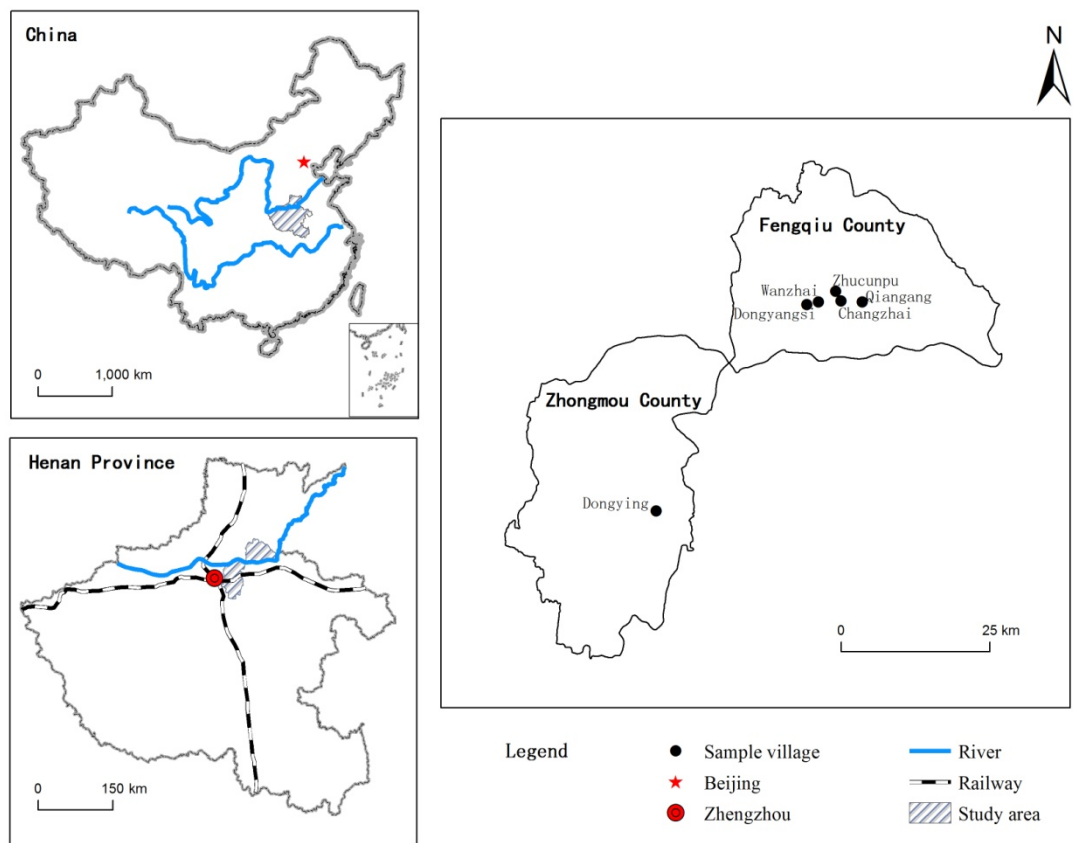 China
0 1,000 km
Henan Province
0 150 km
N
Fengqiu County
Zhucunpu
Wanzhai
Qiangang
Dongyangsi
Changzhai
Zhongmou County
Dongying
0 25 km
Legend
Sample village
River
Beijing
Railway
Zhengzhou
Study area